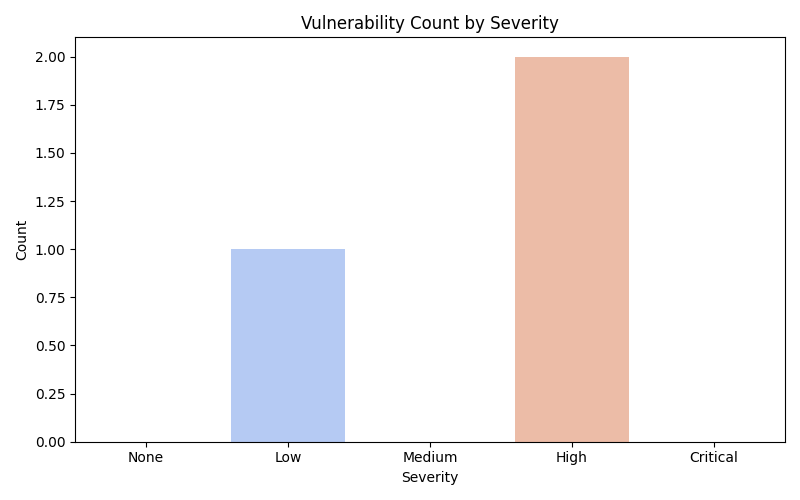 Vulnerability Count by Severity
Count
2.00
1.75
1.50
1.25
1.00
0.75
0.50
0.25
0.00
None Low Medium High Critical
Severity